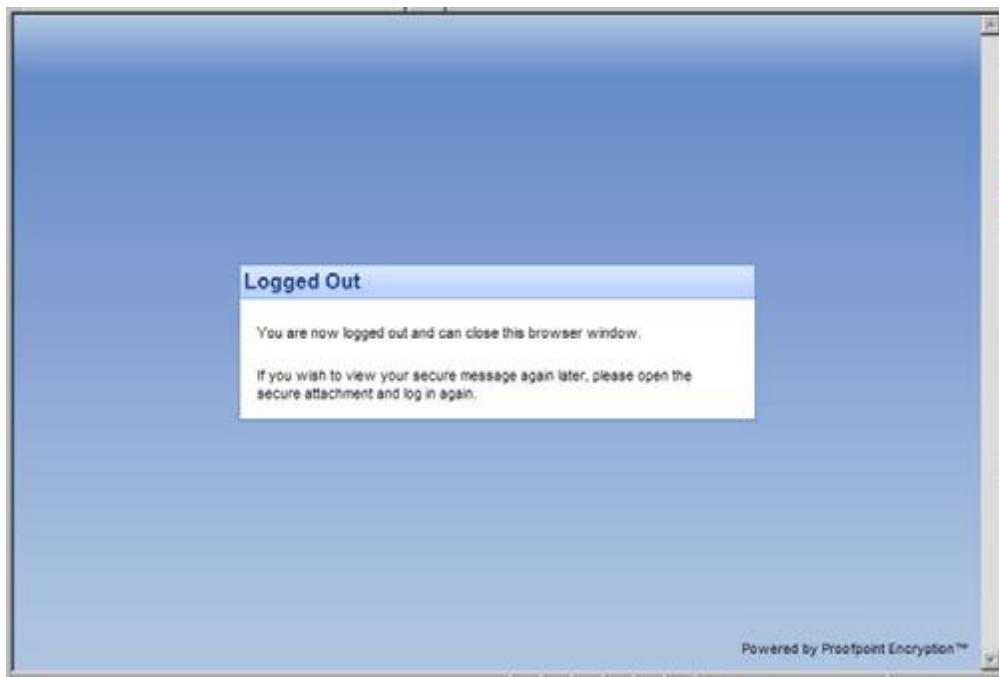 Logged Out
You are now logged out and can close this browser window.
If you wish to view your secure message again later, please open the
secure attachment and log in again.
Powered by Proofpoint Encryption™